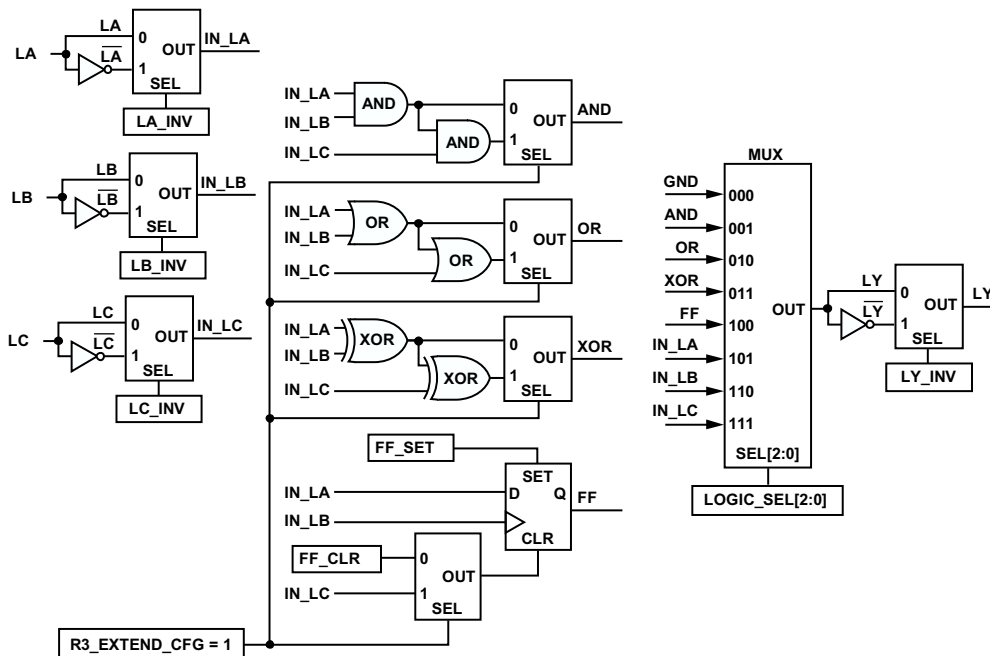 LA
LA
LA
0
1
OUT
SEL
IN_LA
LA_INV
LB
LB
LB
0
1
OUT
SEL
IN_LB
LB_INV
LC
LC
LC
0
1
OUT
SEL
IN_LC
LC_INV
IN_LA
IN_LB
IN_LC
AND
AND
0
1
OUT
SEL
AND
IN_LA
IN_LB
IN_LC
OR
OR
0
1
OUT
SEL
OR
IN_LA
IN_LB
IN_LC
XOR
XOR
0
1
OUT
SEL
XOR
FF_SET
IN_LA
IN_LB
SET
D Q
CLR
FF
FF_CLR
IN_LC
0
1
OUT
SEL
R3_EXTEND_CFG = 1
MUX
GND 000
AND 001
OR 010
XOR 011
FF 100
IN_LA 101
IN_LB 110
IN_LC 111
OUT
SEL[2:0]
LOGIC_SEL[2:0]
LY
LY
0
1
OUT
SEL
LY
LY_INV